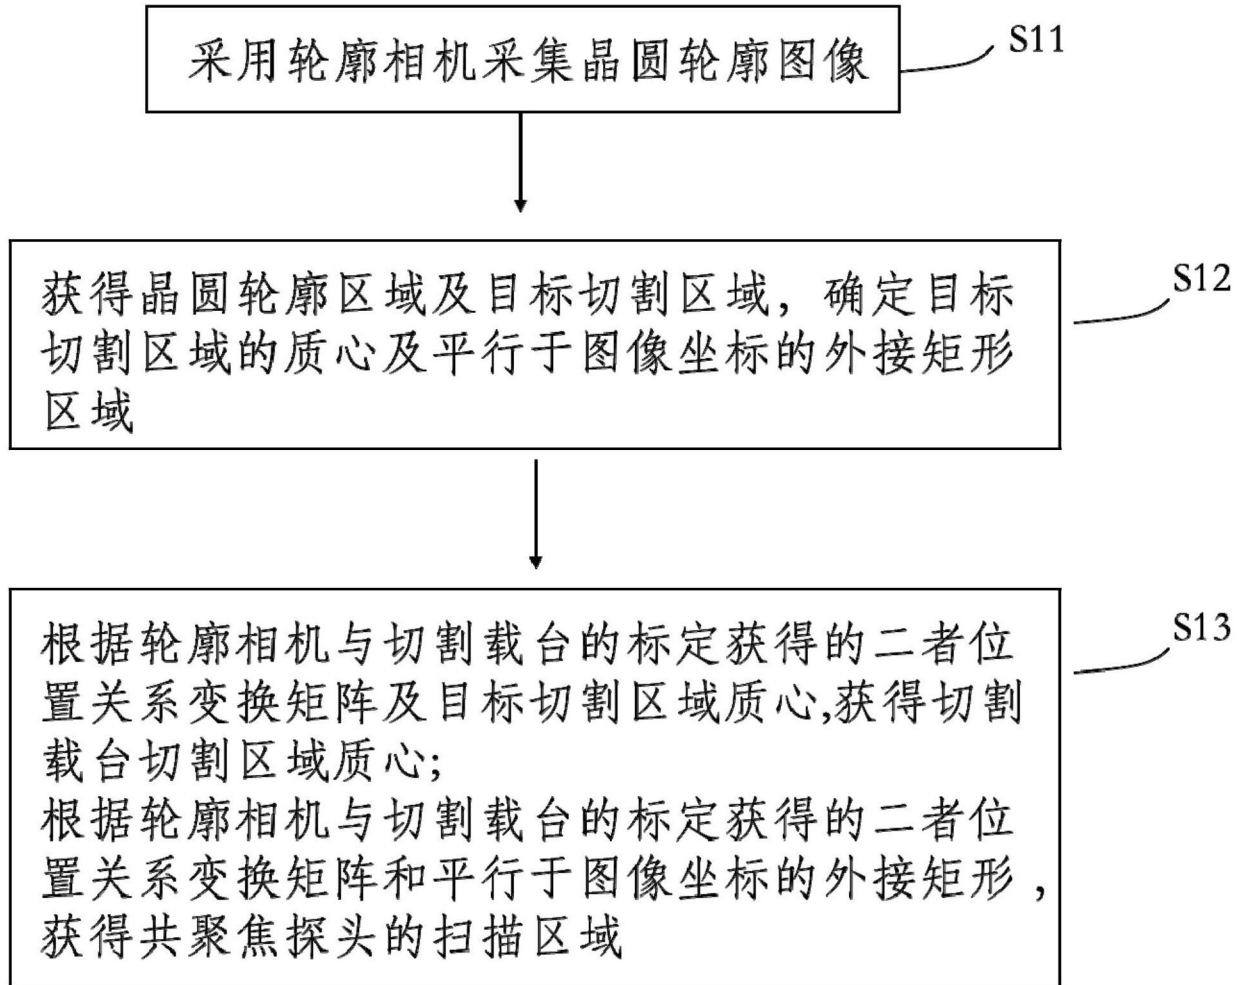 采用轮廓相机采集晶圆轮廓图像
S11
获得晶圆轮廓区域及目标切割区域，确定目标
切割区域的质心及平行于图像坐标的外接矩形
区域
S12
根据轮廓相机与切割载台的标定获得的二者位
置关系变换矩阵及目标切割区域质心,获得切割
载台切割区域质心;
根据轮廓相机与切割载台的标定获得的二者位
置关系变换矩阵和平行于图像坐标的外接矩形，
获得共聚焦探头的扫描区域
S13